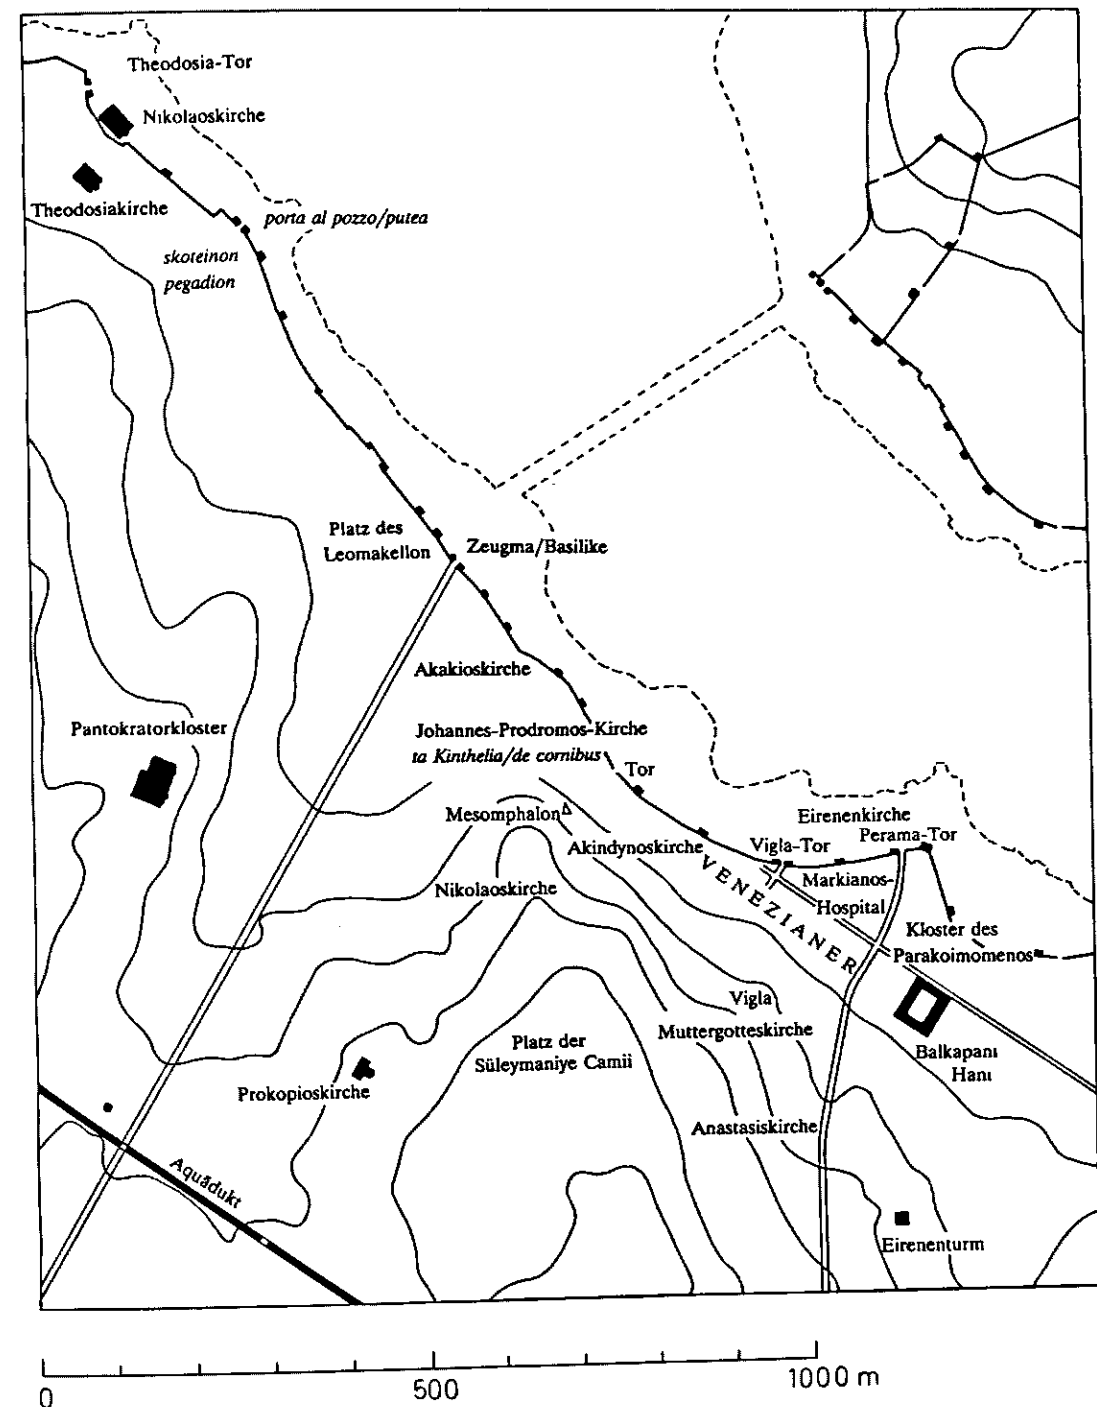 Theodosia-Tor
Nikolaoskirche
Theodosiakirche
porta al pozzo/putea
skoteinon
pegadion
Platz des
Leomakellon
Zeugma/Basilike
Akakioskirche
Pantokratorkloster
Johannes-Prodromos-Kirche
ta Kinthelia/de cornibus
Tor
Mesomphalon
Eirenenkirche
Akindynoskirche
Vigla-Tor
Perama-Tor
VENEZIANER
Markianos-
Hospital
Nikolaoskirche
Kloster des
Parakoimomenos
Vigla
Muttergotteskirche
Platz der
Süleymaniye Camii
Balkapanı
Hanı
Prokopioskirche
Anastasiskirche
Aquädukt
Eirenenturm
0
500
1000 m